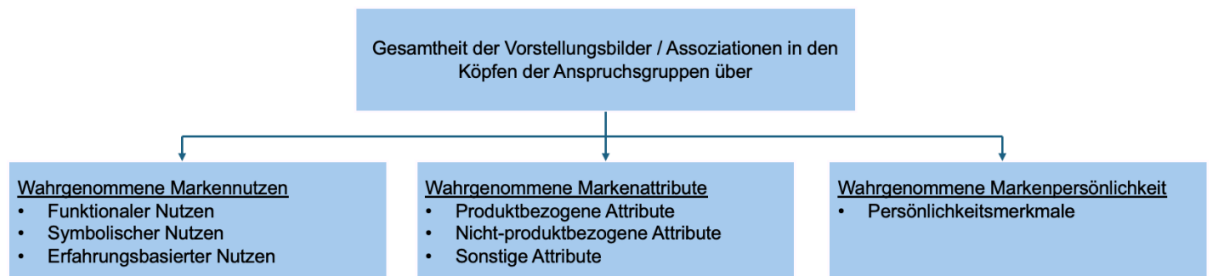 Gesamtheit der Vorstellungsbilder / Assoziationen in den
Köpfen der Anspruchsgruppen über
Wahrgenommene Markennutzen
• Funktionaler Nutzen
• Symbolischer Nutzen
• Erfahrungsbasierter Nutzen
Wahrgenommene Markenattribute
• Produktbezogene Attribute
• Nicht-produktbezogene Attribute
• Sonstige Attribute
Wahrgenommene Markenpersönlichkeit
• Persönlichkeitsmerkmale